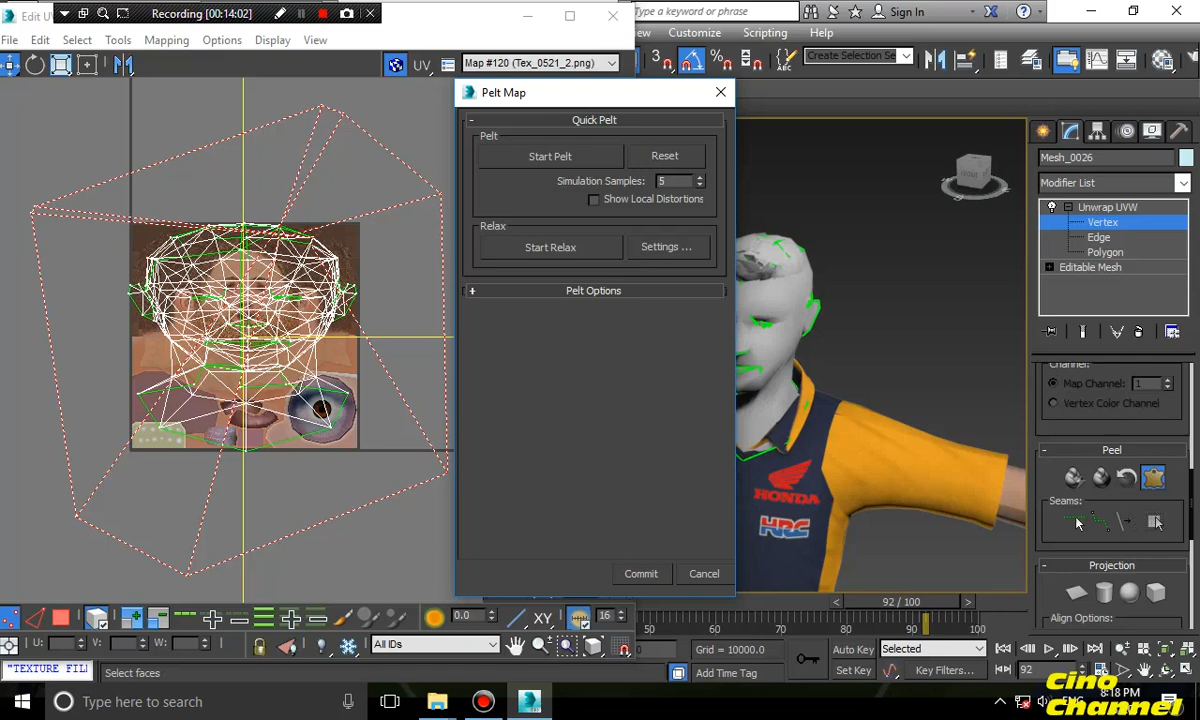 Edit UV
Recording [00:14:02]
Type a keyword or phrase
Sign In
File Edit Select Tools Mapping Options Display View
Customize Scripting Help
UV
Map #120 (Tex_0521_2.png)
3
Create Selection Se
Pelt Map
Quick Pelt
Pelt
Start Pelt Reset
Simulation Samples: 5
Show Local Distortions
Relax
Start Relax Settings ...
Pelt Options
Commit Cancel
HONDA
HRC
Mesh_0026
Modifier List
Unwrap UVW
Vertex
Edge
Polygon
Editable Mesh
Channel:
Map Channel: 1
Vertex Color Channel
Peel
Seams:
Projection
Align Options:
92 / 100
50 60 70 80 90 100
0.0 XY 16
U: V: W: All IDs
Grid = 10000.0
Auto Key Selected
Set Key Key Filters... 92
"TEXTURE FIL
Select faces
Add Time Tag
Type here to search
ENG
8:18 PM
Cino
Channel